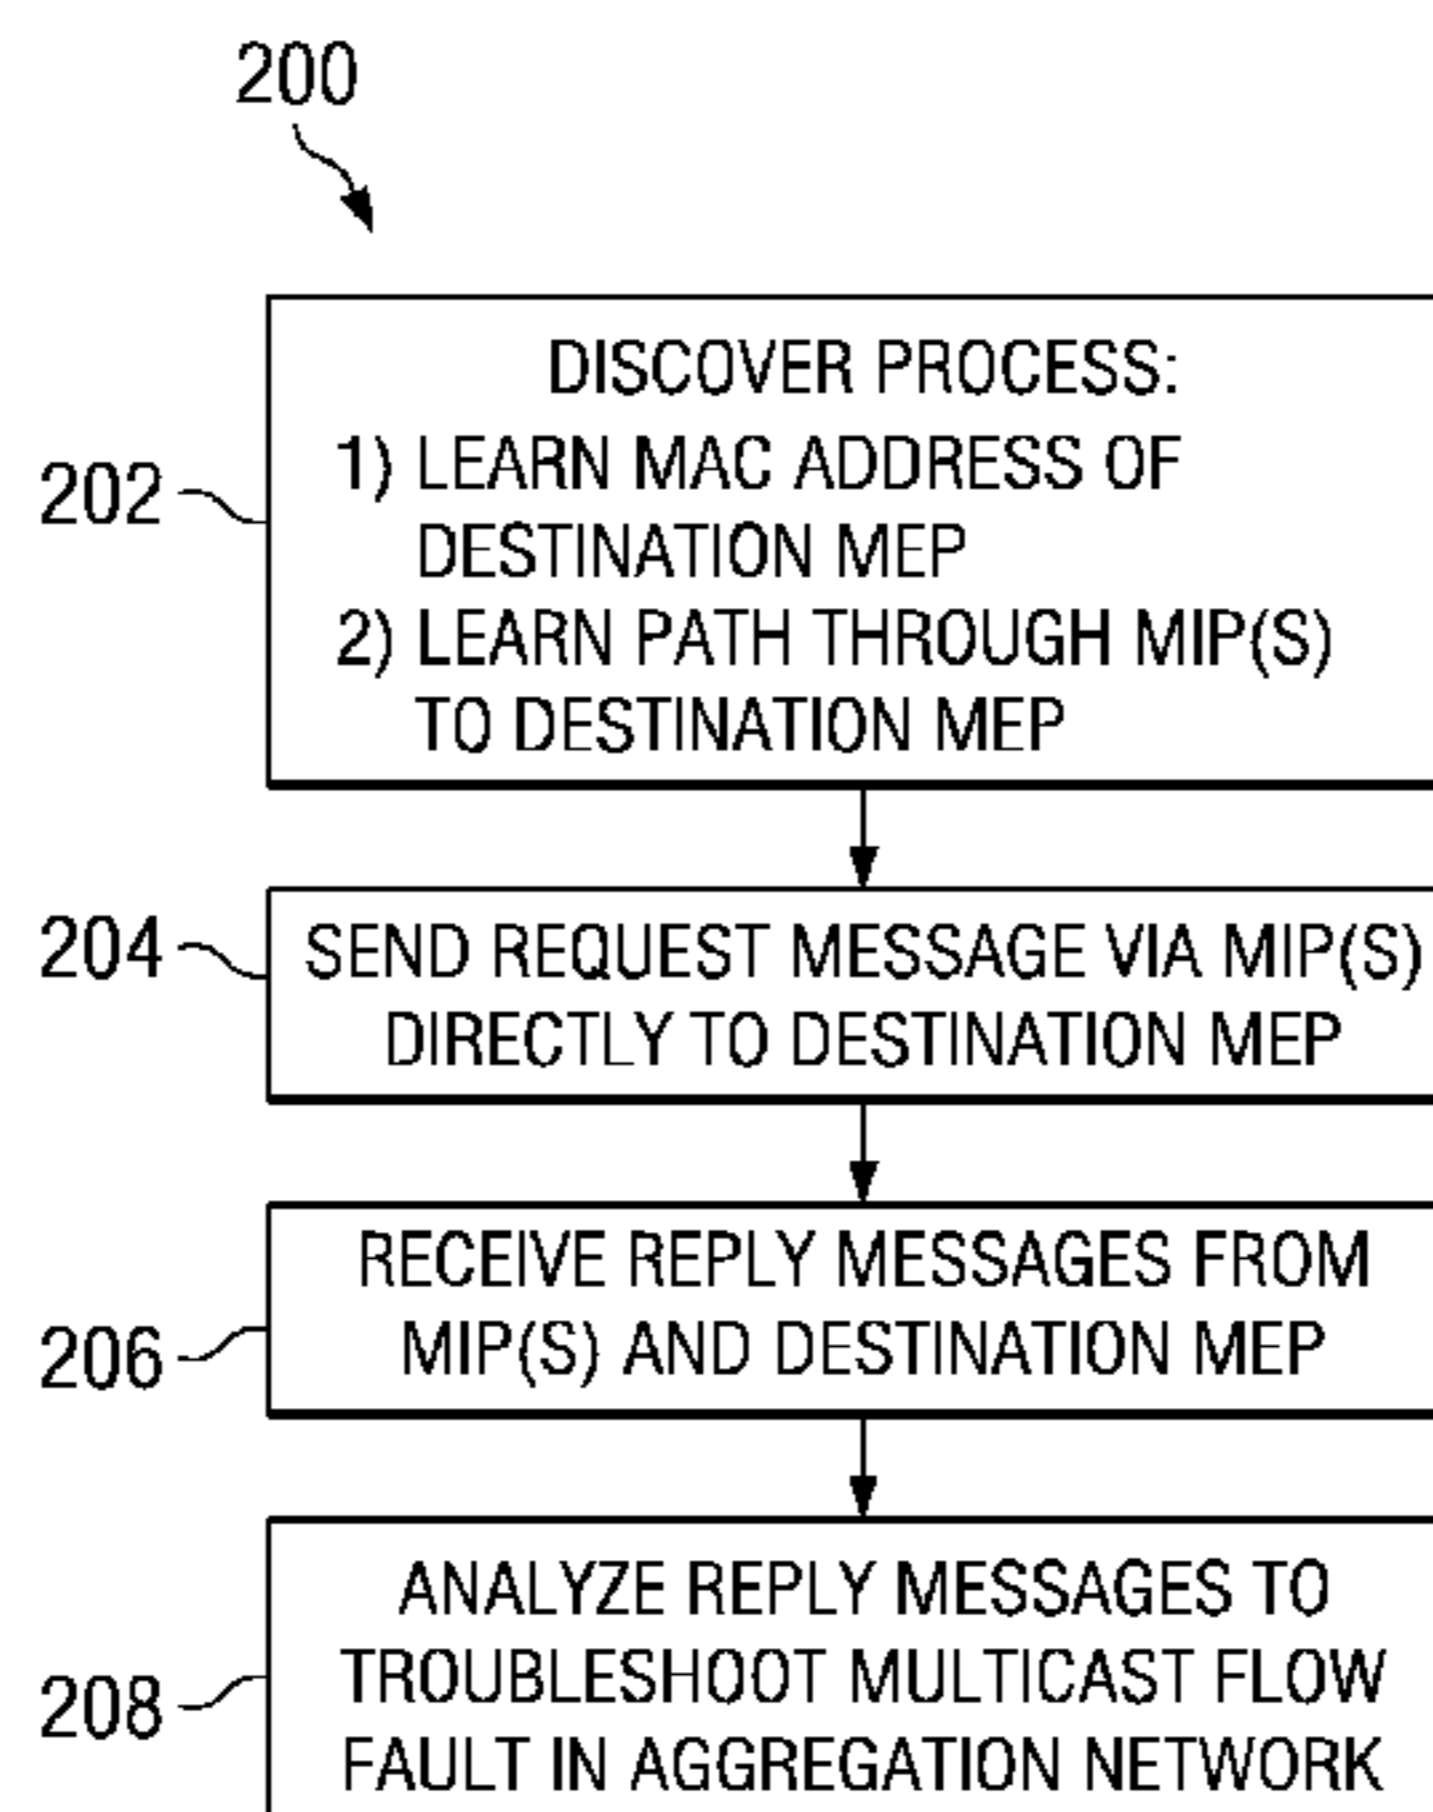 200
202
DISCOVER PROCESS:
1) LEARN MAC ADDRESS OF
DESTINATION MEP
2) LEARN PATH THROUGH MIP(S)
TO DESTINATION MEP
204
SEND REQUEST MESSAGE VIA MIP(S)
DIRECTLY TO DESTINATION MEP
206
RECEIVE REPLY MESSAGES FROM
MIP(S) AND DESTINATION MEP
208
ANALYZE REPLY MESSAGES TO
TROUBLESHOOT MULTICAST FLOW
FAULT IN AGGREGATION NETWORK